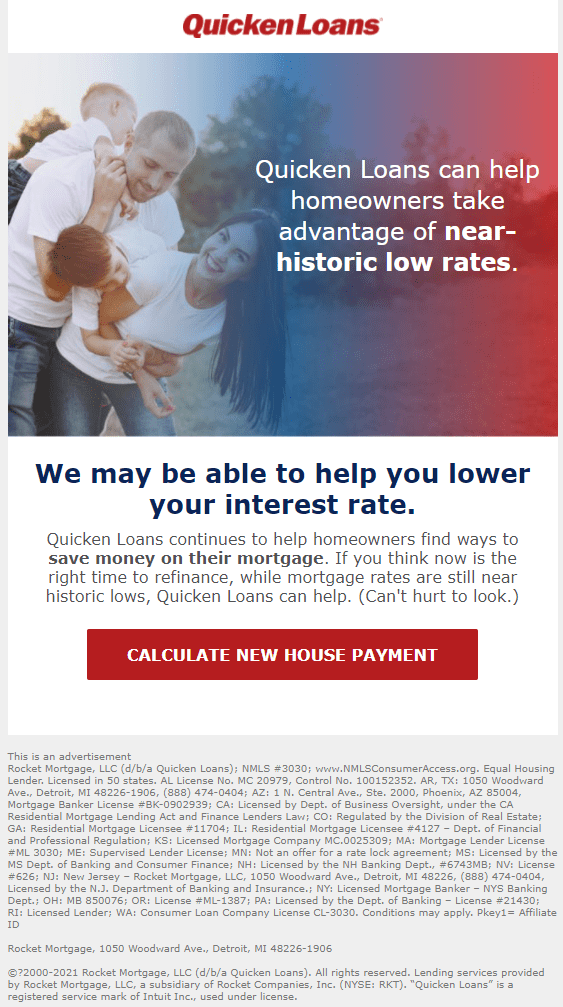 QuickenLoans
Quicken Loans can help
homeowners take
advantage of near-
historic low rates.
We may be able to help you lower
your interest rate.
Quicken Loans continues to help homeowners find ways to
save money on their mortgage. If you think now is the
right time to refinance, while mortgage rates are still near
historic lows, Quicken Loans can help. (Can't hurt to look.)
CALCULATE NEW HOUSE PAYMENT
This is an advertisement
Rocket Mortgage, LLC (d/b/a Quicken Loans); NMLS #3030; www.NMLSConsumerAccess.org. Equal Housing
Lender. Licensed in 50 states. AL License No. MC 20979, Control No. 100152352. AR, TX: 1050 Woodward
Ave., Detroit, MI 48226-1906, (888) 474-0404; AZ: 1 N. Central Ave., Ste. 2000, Phoenix, AZ 85004,
Mortgage Banker License #BK-0902939; CA: Licensed by Dept. of Business Oversight, under the CA
Residential Mortgage Lending Act and Finance Lenders Law; CO: Regulated by the Division of Real Estate;
GA: Residential Mortgage Licensee #11704; IL: Residential Mortgage Licensee #4127 – Dept. of Financial
and Professional Regulation; KS: Licensed Mortgage Company MC.0025309; MA: Mortgage Lender License
#ML 3030; ME: Supervised Lender License; MN: Not an offer for a rate lock agreement; MS: Licensed by the
MS Dept. of Banking and Consumer Finance; NH: Licensed by the NH Banking Dept., #6743MB; NV: License
#626; NJ: New Jersey – Rocket Mortgage, LLC, 1050 Woodward Ave., Detroit, MI 48226, (888) 474-0404,
Licensed by the N.J. Department of Banking and Insurance.; NY: Licensed Mortgage Banker – NYS Banking
Dept.; OH: MB 850076; OR: License #ML-1387; PA: Licensed by the Dept. of Banking – License #21430;
RI: Licensed Lender; WA: Consumer Loan Company License CL-3030. Conditions may apply. Pkey1= Affiliate
ID
Rocket Mortgage, 1050 Woodward Ave., Detroit, MI 48226-1906
©?2000-2021 Rocket Mortgage, LLC (d/b/a Quicken Loans). All rights reserved. Lending services provided
by Rocket Mortgage, LLC, a subsidiary of Rocket Companies, Inc. (NYSE: RKT). “Quicken Loans” is a
registered service mark of Intuit Inc., used under license.